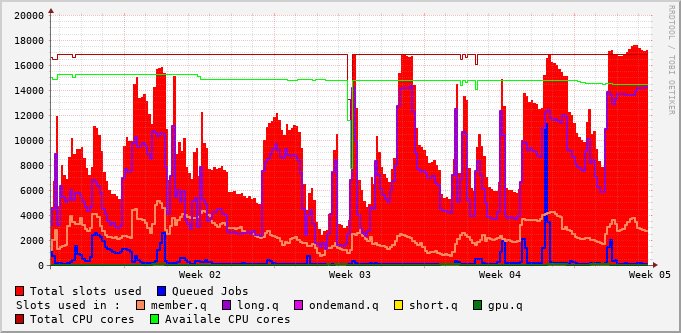 RRDTOOL / TOBI OETIKER
20000
18000
16000
14000
12000
10000
8000
6000
4000
2000
0
Week 02 Week 03 Week 04 Week 05
Total slots used Queued Jobs
Slots used in : member.q long.q ondemand.q short.q gpu.q
Total CPU cores Availale CPU cores